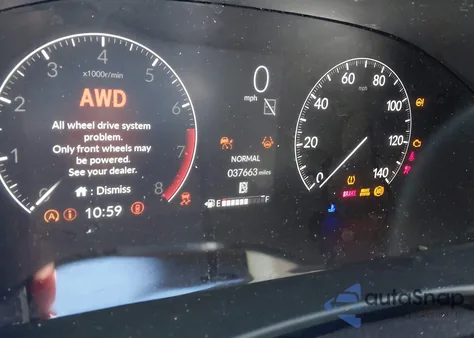 x1000r/min
4
5
3
6
2
7
1
8
0
AWD
All wheel drive system
problem.
Only front wheels may
be powered.
See your dealer.
: Dismiss
10:59
0
mph
NORMAL
037663 miles
E F
60 80
mph
40 100
20 120
0 140
autoSnap